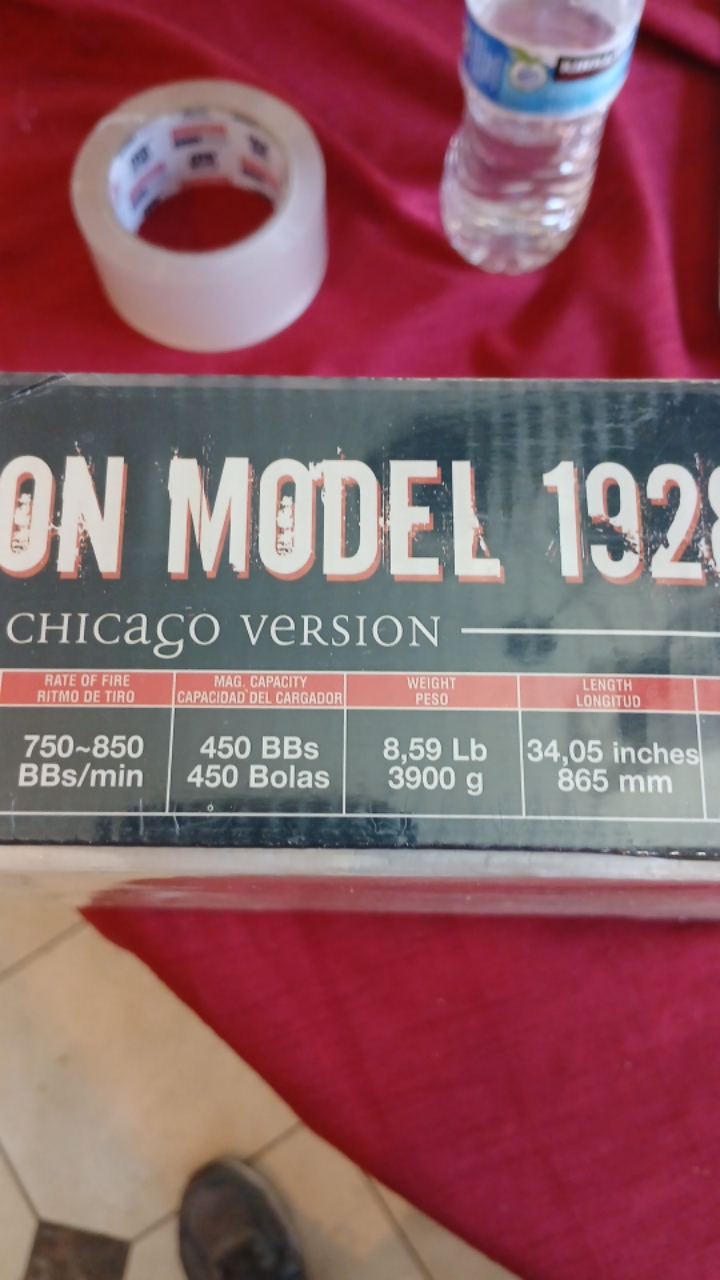 ON MODEL 1928
CHICAGO VERSION
RATE OF FIRE
RITMO DE TIRO
MAG. CAPACITY
CAPACIDAD DEL CARGADOR
WEIGHT
PESO
LENGTH
LONGITUD
750~850
BBs/min
450 BBs
450 Bolas
8,59 Lb
3900 g
34,05 inches
865 mm